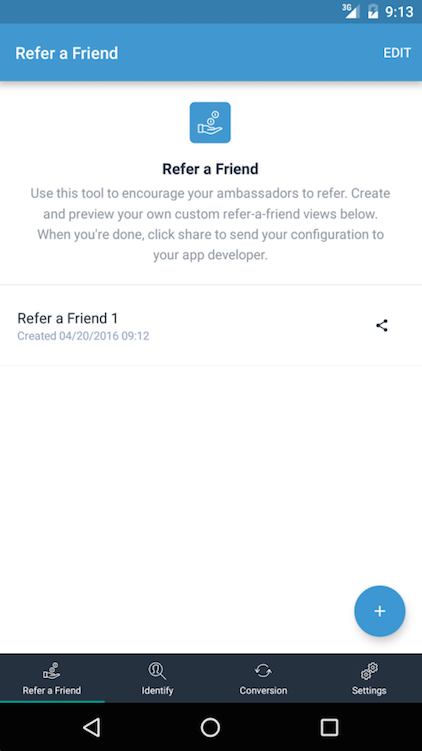 3G
9:13
Refer a Friend
EDIT
Refer a Friend
Use this tool to encourage your ambassadors to refer. Create
and preview your own custom refer-a-friend views below.
When you're done, click share to send your configuration to
your app developer.
Refer a Friend 1
Created 04/20/2016 09:12
+
Refer a Friend
Identify
Conversion
Settings